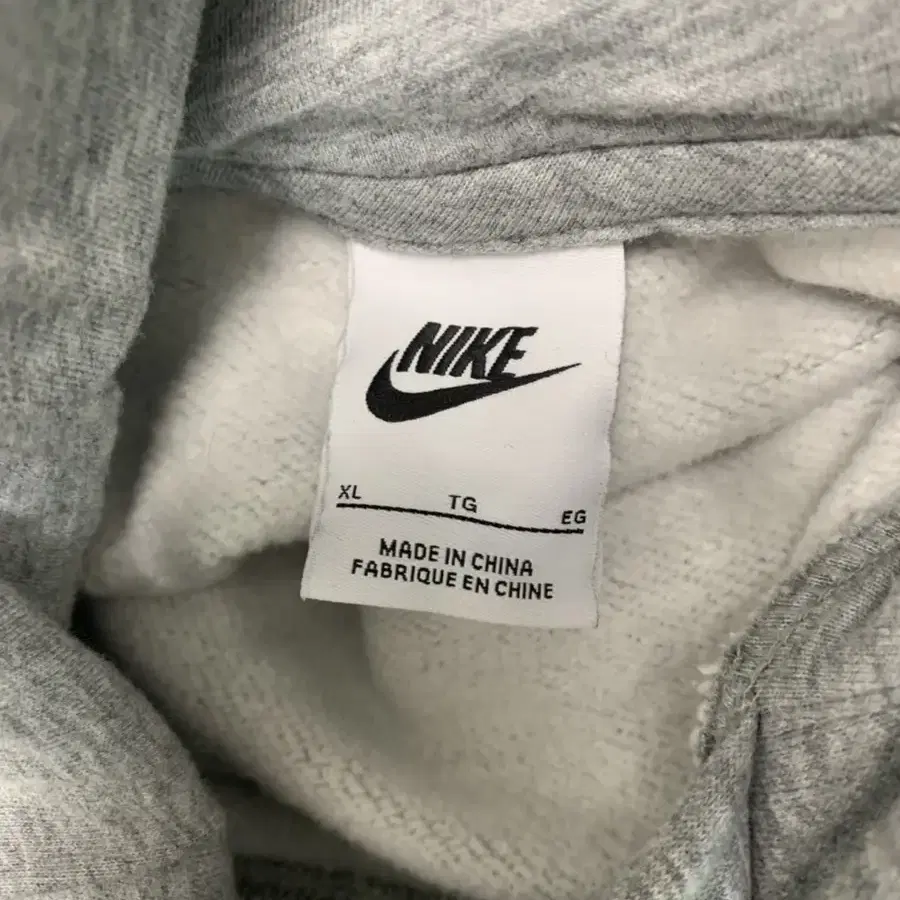 NIKE
XL TG EG
MADE IN CHINA
FABRIQUE EN CHINE